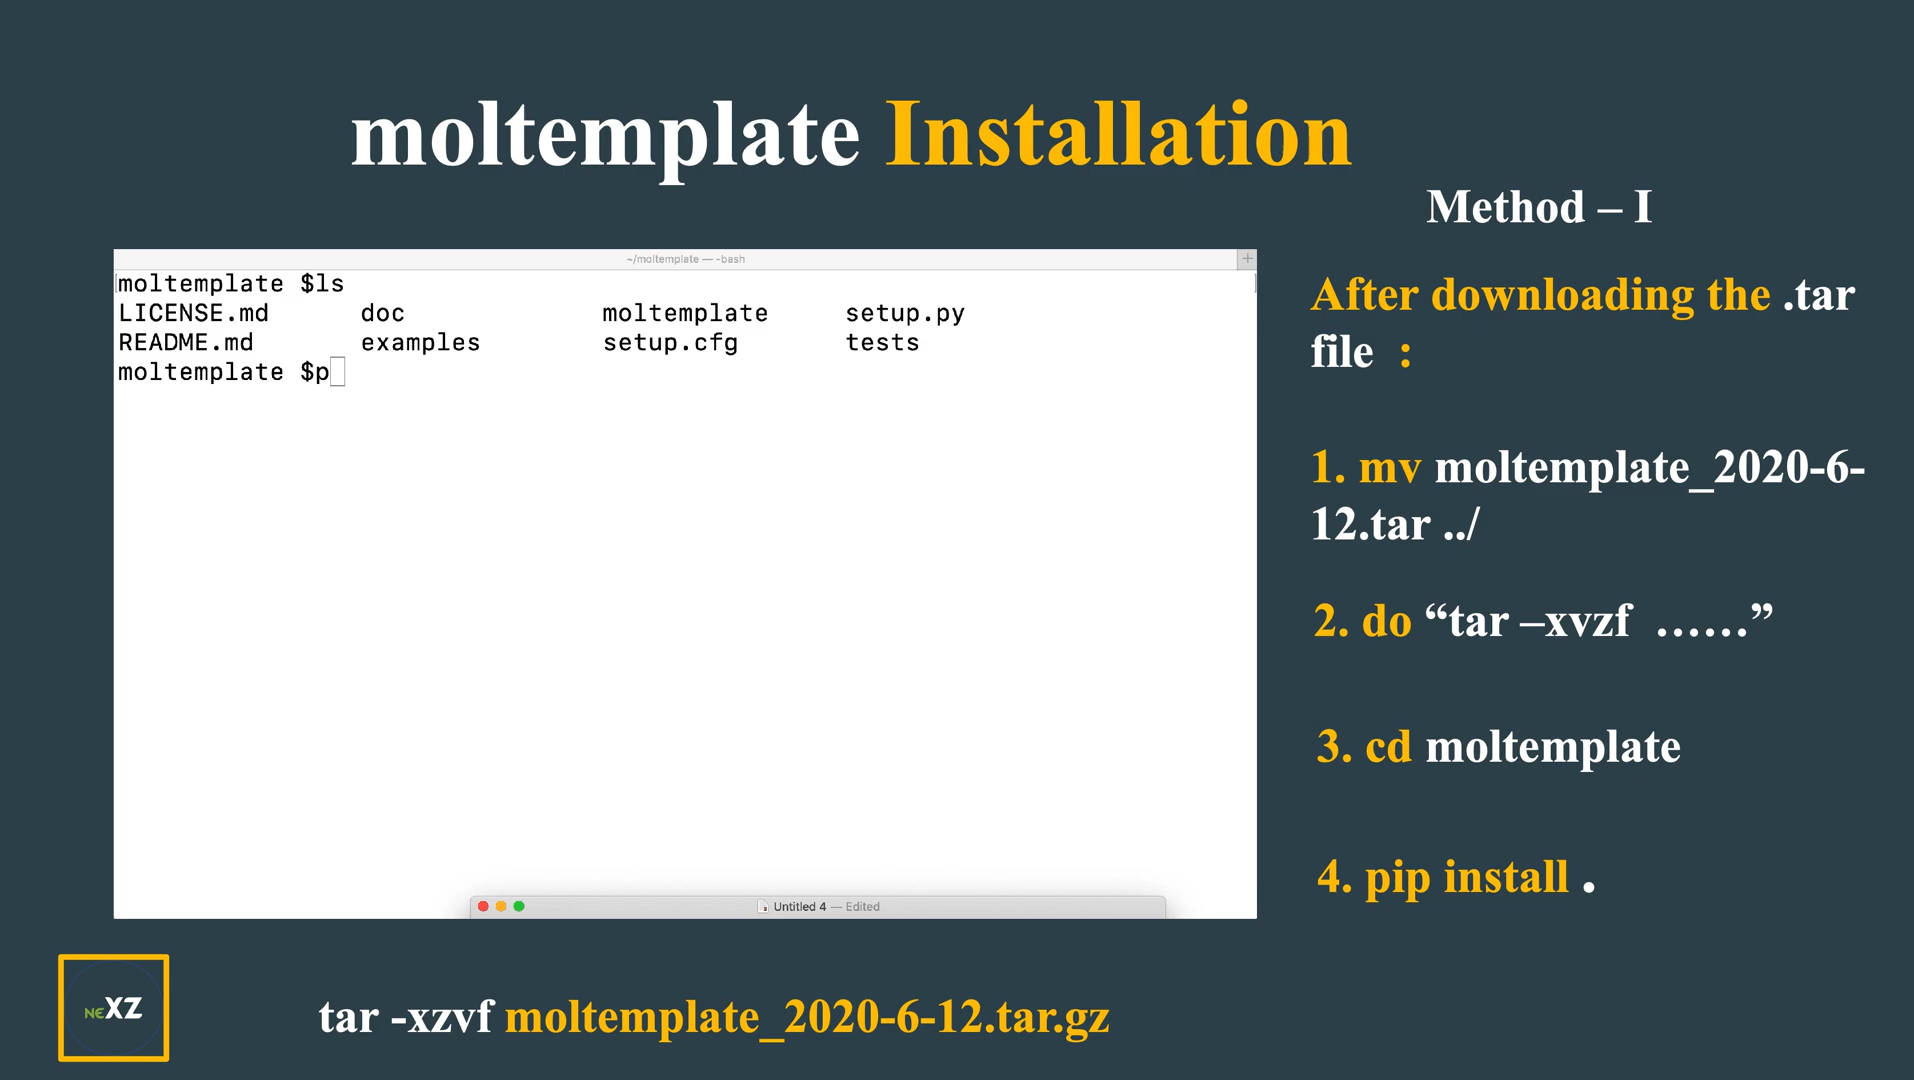 moltemplate Installation
Method – I
~/moltemplate — -bash
+
moltemplate $ls
LICENSE.md doc moltemplate setup.py
README.md examples setup.cfg tests
moltemplate $p
Untitled 4 — Edited
After downloading the .tar
file :
1. mv moltemplate_2020-6-
12.tar ../
2. do “tar –xvzf ……”
3. cd moltemplate
4. pip install .
NEXZ
tar -xzvf moltemplate_2020-6-12.tar.gz